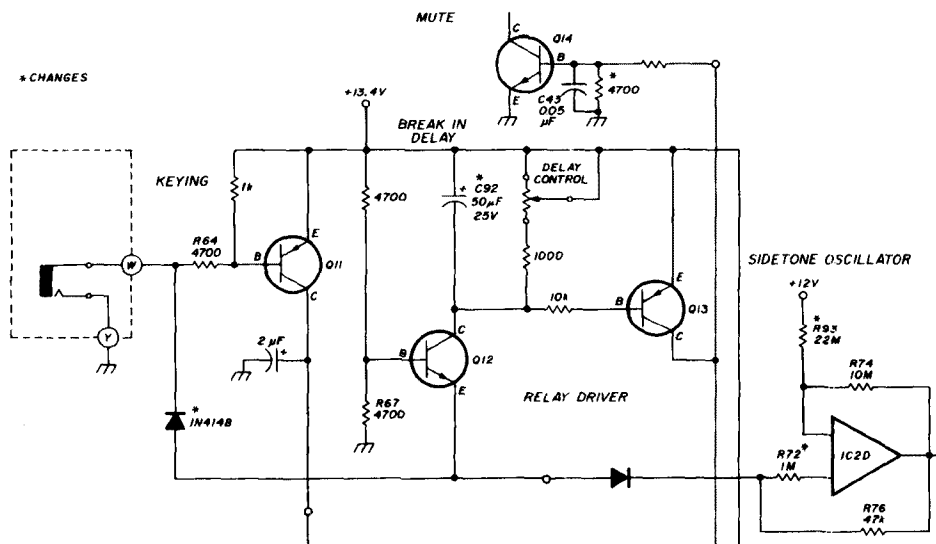 MUTE
C
Q14
B
E
C43
0.05
µF
*
4700
* CHANGES
+13.4V
BREAK IN
DELAY
KEYING
1k
4700
*
C92
50µF
25V
+
DELAY
CONTROL
1000
W
R64
4700
B
E
Q11
C
Y
2µF
+
10k
B
E
Q13
C
SIDETONE OSCILLATOR
+12V
*
R93
22M
R74
10M
C
B
Q12
E
R67
4700
RELAY DRIVER
*
1N4148
R72*
1M
IC2D
R76
47k